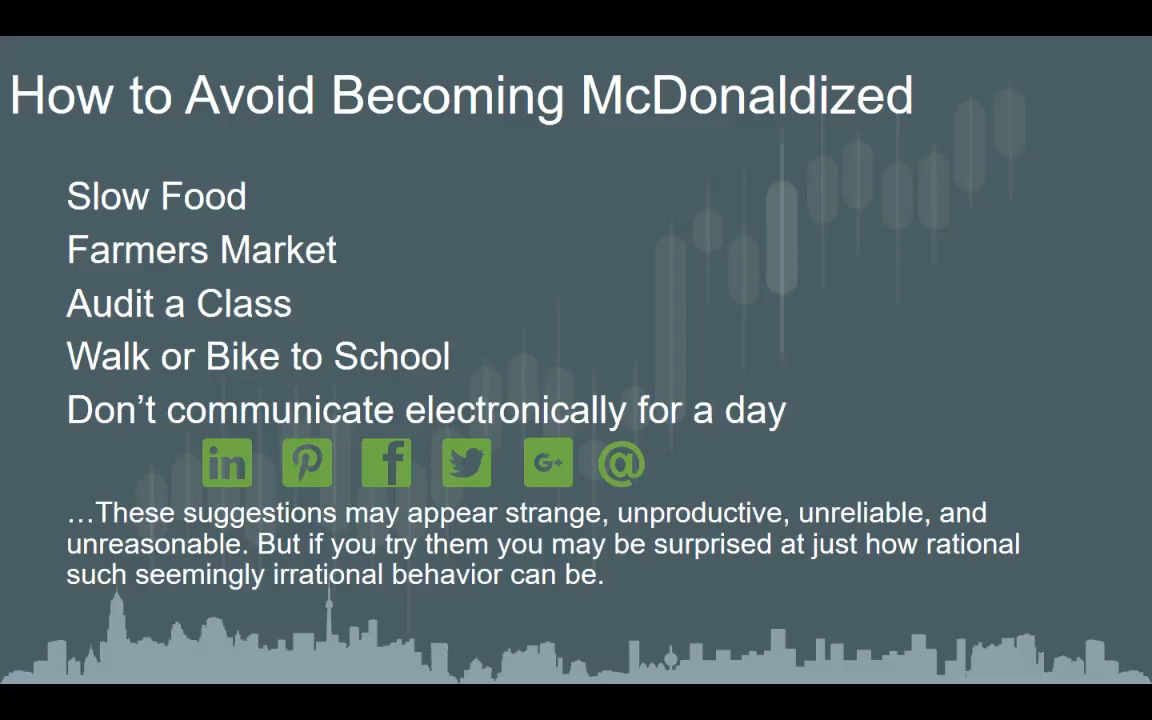 How to Avoid Becoming McDonaldized
Slow Food
Farmers Market
Audit a Class
Walk or Bike to School
Don’t communicate electronically for a day
in f G+ @
…These suggestions may appear strange, unproductive, unreliable, and
unreasonable. But if you try them you may be surprised at just how rational
such seemingly irrational behavior can be.